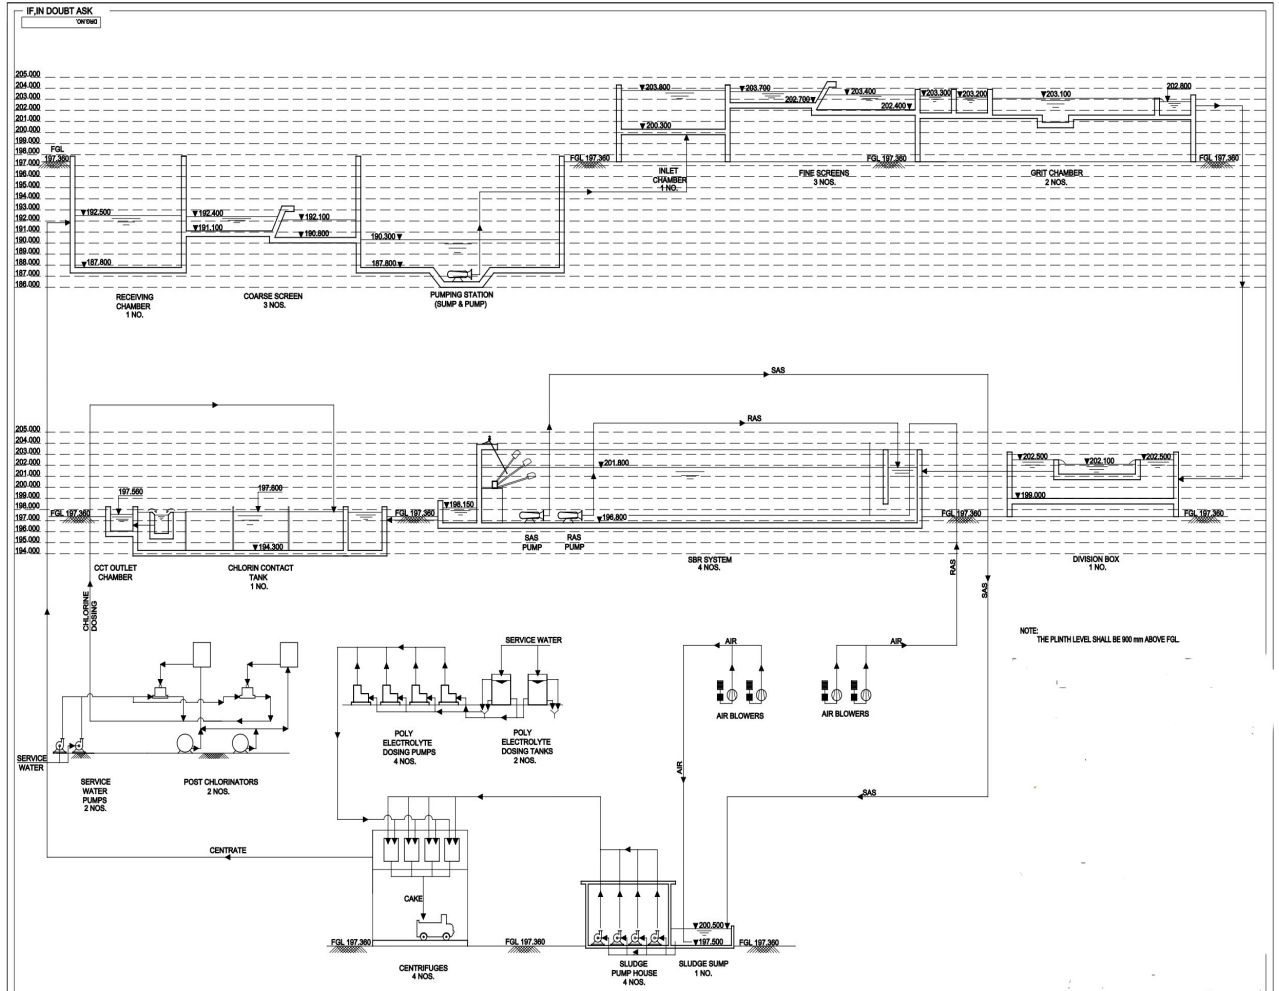 IF,IN DOUBT ASK
DRG.NO.
205.000
204.000
203.000
202.000
201.000
200.000
199.000
198.000
197.000
196.000
195.000
194.000
193.000
192.000
191.000
190.000
189.000
188.000
187.000
186.000
FGL
197.360
192.500
187.800
192.400
191.100
192.100
190.800
190.300
187.800
RECEIVING
CHAMBER
1 NO.
COARSE SCREEN
3 NOS.
PUMPING STATION
(SUMP & PUMP)
FGL 197.360
203.800
200.300
INLET
CHAMBER
1 NO.
203.700
202.700
203.400
202.400
FINE SCREENS
3 NOS.
FGL 197.360
203.300
203.200
203.100
202.800
GRIT CHAMBER
2 NOS.
FGL 197.360
SAS
RAS
205.000
204.000
203.000
202.000
201.000
200.000
199.000
198.000
197.000
196.000
195.000
194.000
FGL 197.360
197.560
197.600
194.300
FGL 197.360
198.150
201.800
196.800
SAS
PUMP
RAS
PUMP
SBR SYSTEM
4 NOS.
FGL 197.360
202.500
202.100
202.500
199.000
FGL 197.360
DIVISION BOX
1 NO.
CCT OUTLET
CHAMBER
CHLORIN CONTACT
TANK
1 NO.
CHLORINE
DOSING
RAS
SAS
NOTE:
THE PLINTH LEVEL SHALL BE 900 mm ABOVE FGL.
SERVICE WATER
AIR
AIR
AIR BLOWERS
AIR BLOWERS
POLY
ELECTROLYTE
DOSING PUMPS
4 NOS.
POLY
ELECTROLYTE
DOSING TANKS
2 NOS.
SERVICE
WATER
SERVICE
WATER
PUMPS
2 NOS.
POST CHLORINATORS
2 NOS.
AIR
SAS
CENTRATE
CAKE
FGL 197.360
FGL 197.360
200.500
197.500
FGL 197.360
CENTRIFUGES
4 NOS.
SLUDGE
PUMP HOUSE
4 NOS.
SLUDGE SUMP
1 NO.